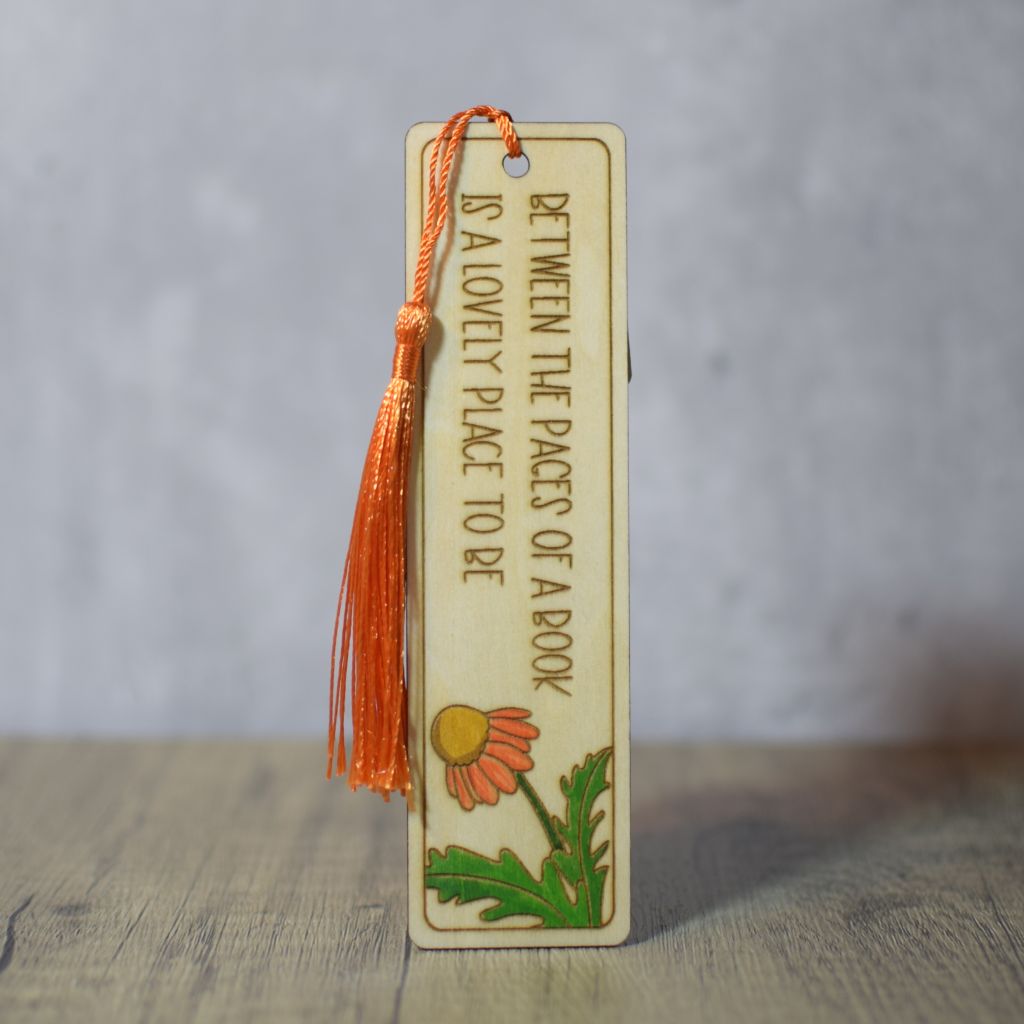 BETWEEN THE PAGES OF A BOOK
IS A LOVELY PLACE TO BE